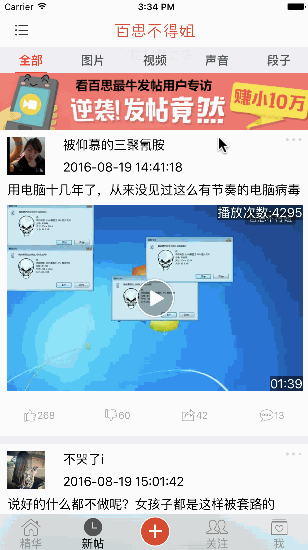 Carrier
3:34 PM
百思不得姐
全部 图片 视频 声音 段子
看百思最牛发帖用户专访
逆袭!发帖竟然
赚小10万
被仰慕的三聚氰胺
2016-08-19 14:41:18
用电脑十几年了，从来没见过这么有节奏的电脑病毒
播放次数:4295
01:39
268 60 42 13
不哭了i
2016-08-19 15:01:42
说好的什么都不做呢？女孩子都是这样被套路的
精华 新帖 关注 我